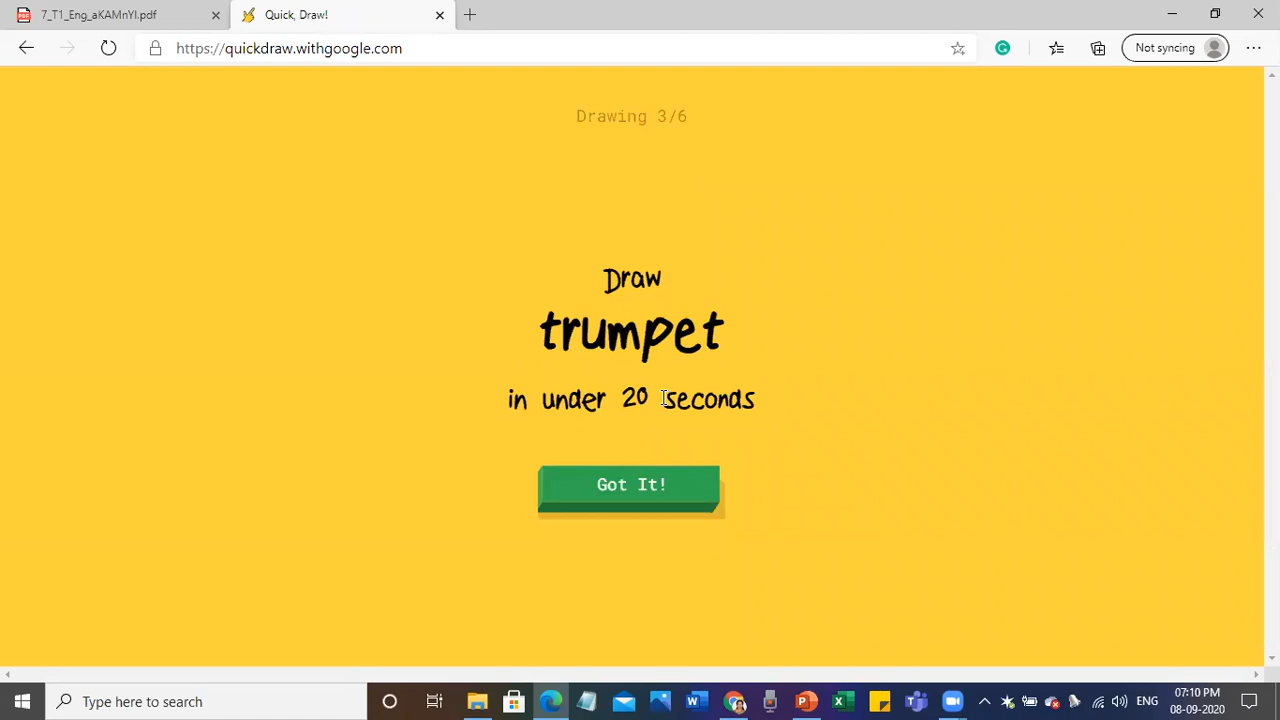 7_T1_Eng_aKAMnYl.pdf
Quick, Draw!
https://quickdraw.withgoogle.com
Not syncing
Drawing 3/6
Draw
trumpet
in under 20 seconds
Got It!
Type here to search
ENG
07:10 PM
08-09-2020